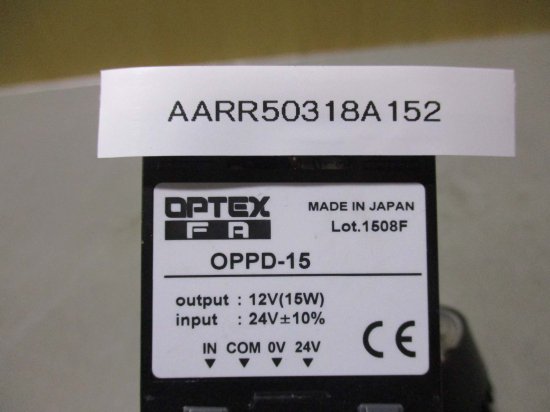 AARR50318A152
OPTEX
FA
MADE IN JAPAN
Lot.1508F
OPPD-15
output : 12V(15W)
input : 24V±10%
CE
IN COM 0V 24V